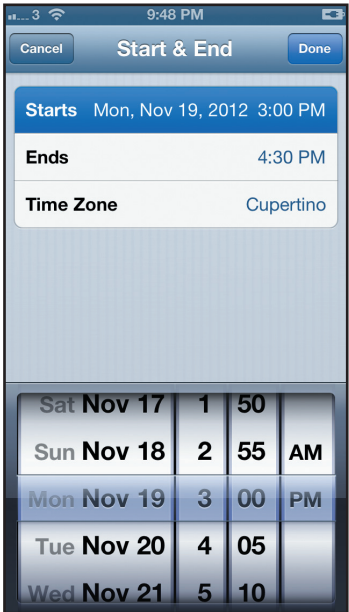 3 9:48 PM
Cancel Start & End Done
Starts Mon, Nov 19, 2012 3:00 PM
Ends 4:30 PM
Time Zone Cupertino
Sat Nov 17 1 50
Sun Nov 18 2 55 AM
Mon Nov 19 3 00 PM
Tue Nov 20 4 05
Wed Nov 21 5 10